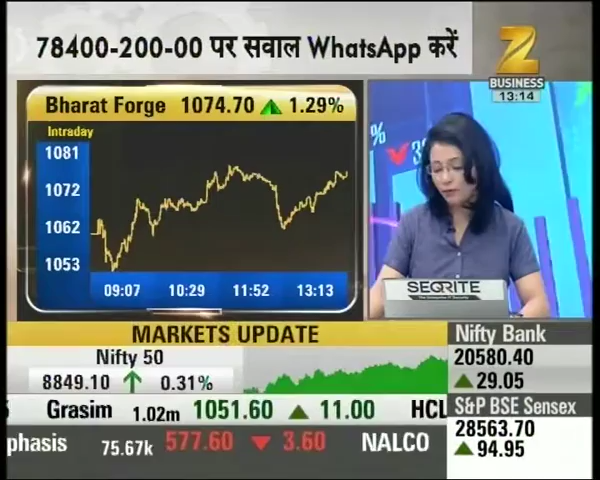 78400-200-00 पर सवाल WhatsApp करें
Z
BUSINESS
13:14
Bharat Forge 1074.70 ▲ 1.29%
Intraday
1081
1072
1062
1053
09:07 10:29 11:52 13:13
%
SEQRITE
MARKETS UPDATE
Nifty 50
8849.10 ↑ 0.31%
Nifty Bank
20580.40
▲ 29.05
S&P BSE Sensex
28563.70
▲ 94.95
Grasim 1.02m 1051.60 ▲ 11.00 HCL
phasis 75.67k 577.60 ▼ 3.60 NALCO